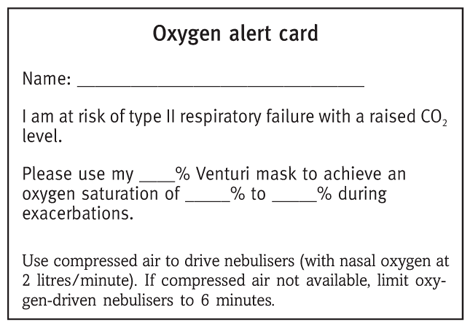 Oxygen alert card
Name: ________________________________
I am at risk of type II respiratory failure with a raised CO₂
level.
Please use my ____% Venturi mask to achieve an
oxygen saturation of _____% to _____% during
exacerbations.
Use compressed air to drive nebulisers (with nasal oxygen at
2 litres/minute). If compressed air not available, limit oxy-
gen-driven nebulisers to 6 minutes.